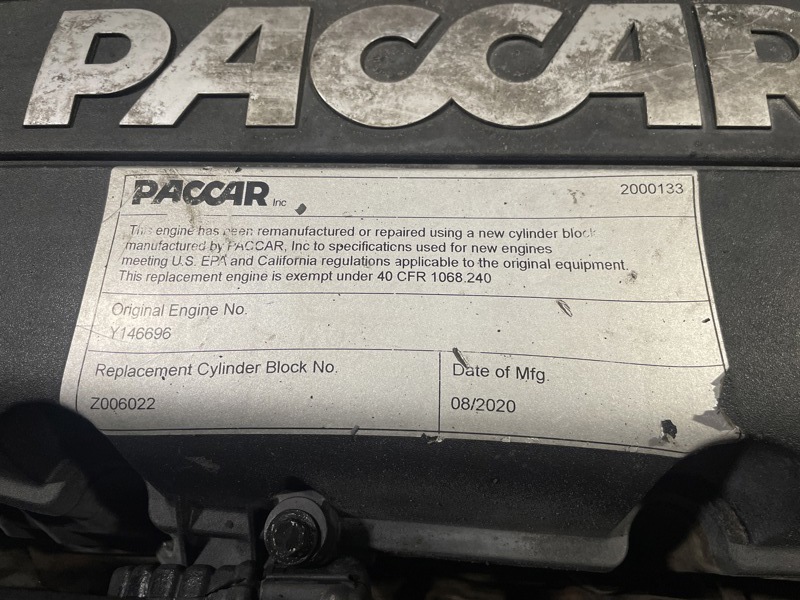 PACCAR
PACCAR Inc
2000133
This engine has been remanufactured or repaired using a new cylinder block
manufactured by PACCAR, Inc to specifications used for new engines
meeting U.S. EPA and California regulations applicable to the original equipment.
This replacement engine is exempt under 40 CFR 1068.240
Original Engine No.
Y146696
Replacement Cylinder Block No.
Date of Mfg.
Z006022
08/2020